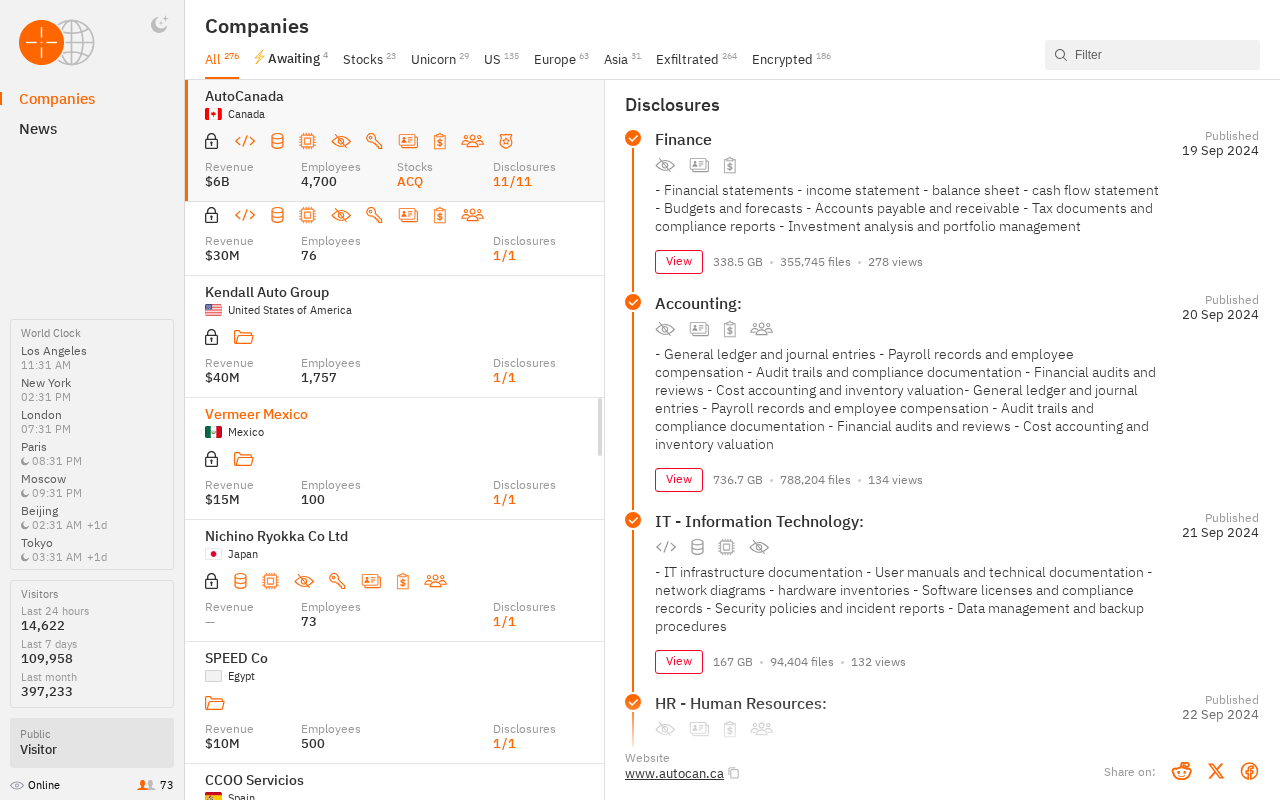 Companies
News
World Clock
Los Angeles
11:31 AM
New York
02:31 PM
London
07:31 PM
Paris
08:31 PM
Moscow
09:31 PM
Beijing
02:31 AM +1d
Tokyo
03:31 AM +1d
Visitors
Last 24 hours
14,622
Last 7 days
109,958
Last month
397,233
Public
Visitor
Online 73
Companies
All 276 Awaiting 4 Stocks 23 Unicorn 29 US 135 Europe 63 Asia 31 Exfiltrated 264 Encrypted 186
Filter
AutoCanada
Canada
Revenue Employees Stocks Disclosures
$6B 4,700 ACQ 11/11
Revenue Employees Disclosures
$30M 76 1/1
Kendall Auto Group
United States of America
Revenue Employees Disclosures
$40M 1,757 1/1
Vermeer Mexico
Mexico
Revenue Employees Disclosures
$15M 100 1/1
Nichino Ryokka Co Ltd
Japan
Revenue Employees Disclosures
— 73 1/1
SPEED Co
Egypt
Revenue Employees Disclosures
$10M 500 1/1
CCOO Servicios
Spain
Disclosures
Finance
Published
19 Sep 2024
- Financial statements - income statement - balance sheet - cash flow statement
- Budgets and forecasts - Accounts payable and receivable - Tax documents and
compliance reports - Investment analysis and portfolio management
View 338.5 GB • 355,745 files • 278 views
Accounting:
Published
20 Sep 2024
- General ledger and journal entries - Payroll records and employee
compensation - Audit trails and compliance documentation - Financial audits and
reviews - Cost accounting and inventory valuation- General ledger and journal
entries - Payroll records and employee compensation - Audit trails and
compliance documentation - Financial audits and reviews - Cost accounting and
inventory valuation
View 736.7 GB • 788,204 files • 134 views
IT - Information Technology:
Published
21 Sep 2024
- IT infrastructure documentation - User manuals and technical documentation -
network diagrams - hardware inventories - Software licenses and compliance
records - Security policies and incident reports - Data management and backup
procedures
View 167 GB • 94,404 files • 132 views
HR - Human Resources:
Published
22 Sep 2024
Website
www.autocan.ca
Share on: